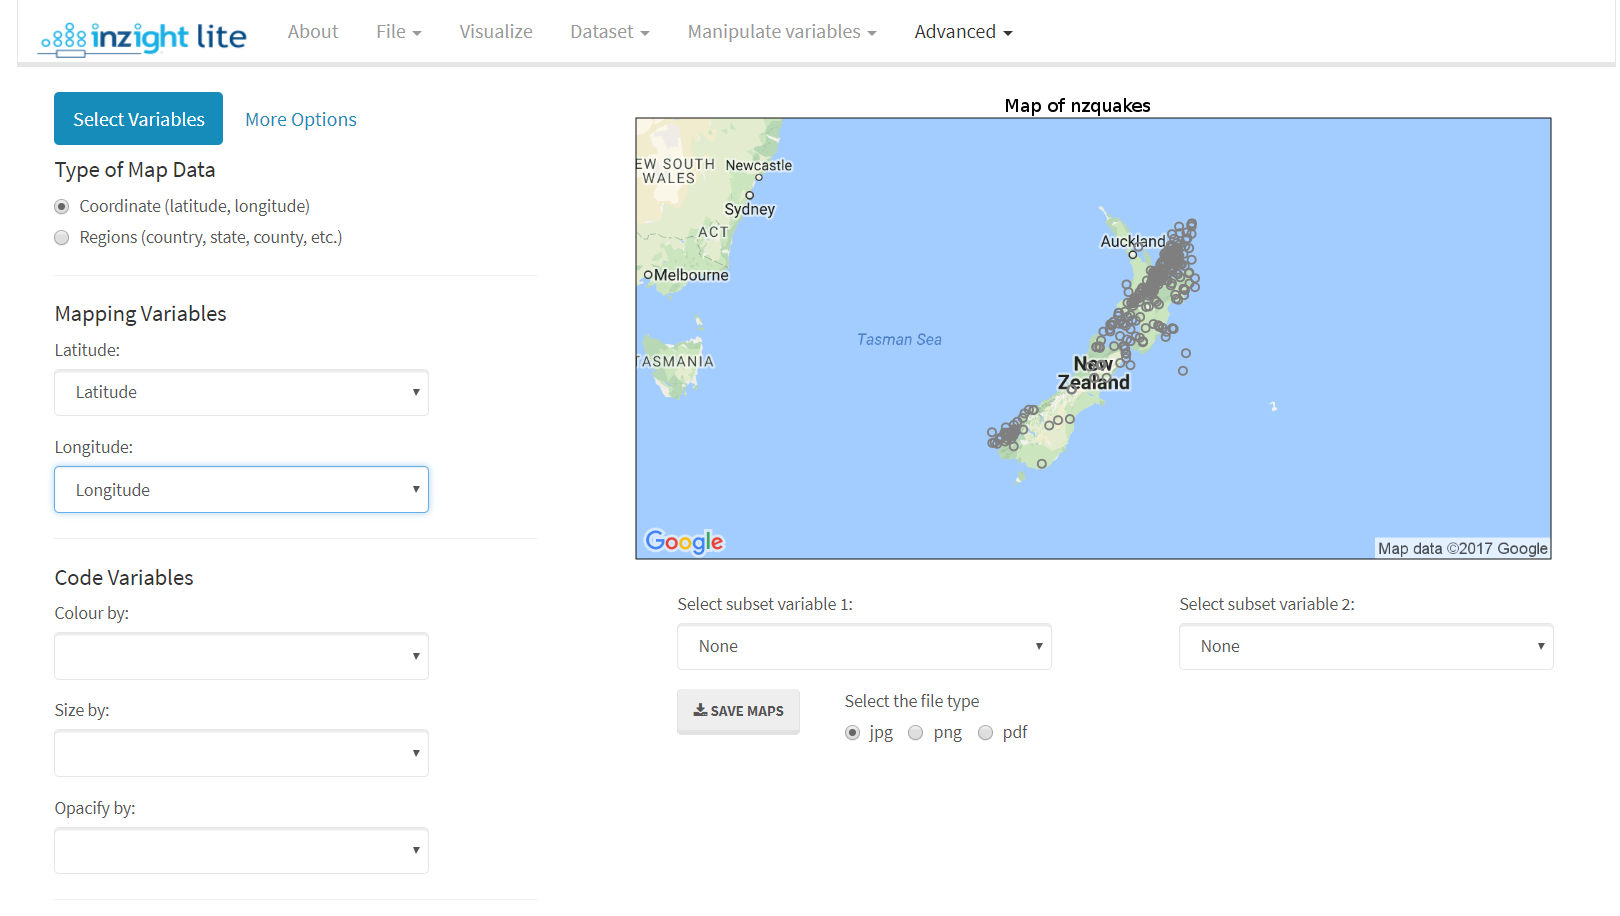 inzight lite
About
File
Visualize
Dataset
Manipulate variables
Advanced
Select Variables
More Options
Type of Map Data
Coordinate (latitude, longitude)
Regions (country, state, county, etc.)
Mapping Variables
Latitude:
Latitude
Longitude:
Longitude
Code Variables
Colour by:
Size by:
Opacify by:
Map of nzquakes
EW SOUTH
WALES
Newcastle
Sydney
ACT
Melbourne
TASMANIA
Tasman Sea
Auckland
New
Zealand
Google
Map data ©2017 Google
Select subset variable 1:
None
Select subset variable 2:
None
SAVE MAPS
Select the file type
jpg
png
pdf